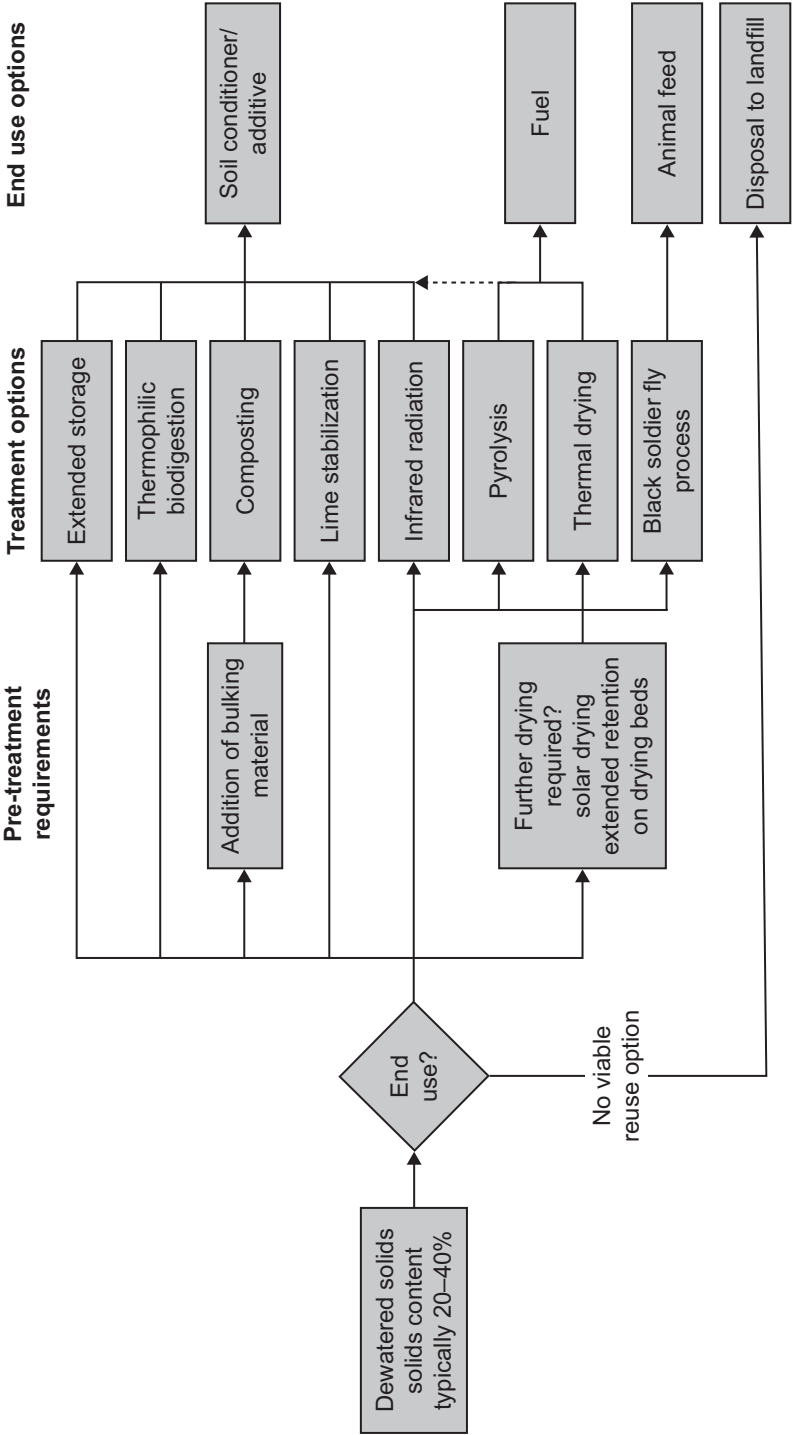 Pre-treatment
requirements
Treatment options
End use options
Dewatered solids
solids content
typically 20–40%
End
use?
No viable
reuse option
Addition of bulking
material
Further drying
required?
solar drying
extended retention
on drying beds
Extended storage
Thermophilic
biodigestion
Composting
Lime stabilization
Infrared radiation
Pyrolysis
Thermal drying
Black soldier fly
process
Soil conditioner/
additive
Fuel
Animal feed
Disposal to landfill